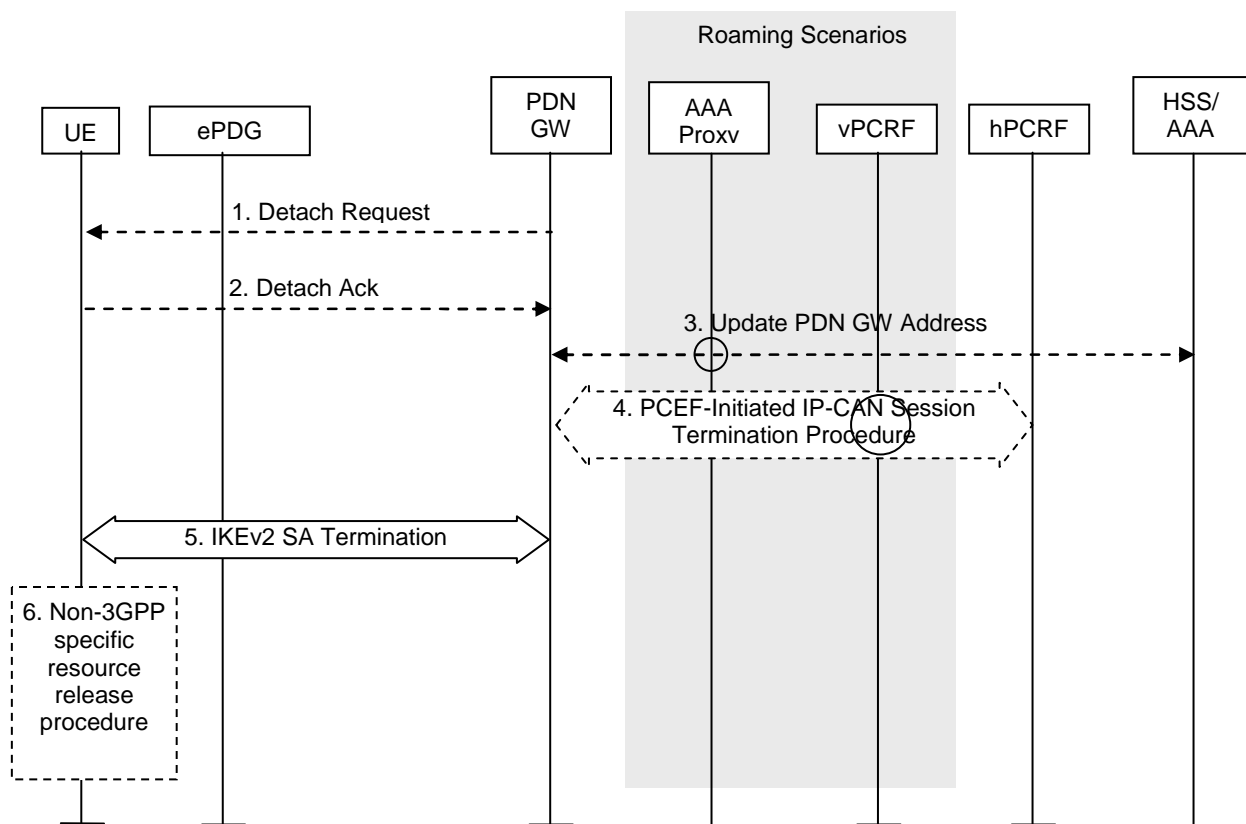 Roaming Scenarios
UE
ePDG
PDN
GW
AAA
Proxv
vPCRF
hPCRF
HSS/
AAA
1. Detach Request
2. Detach Ack
3. Update PDN GW Address
4. PCEF-Initiated IP-CAN Session
Termination Procedure
5. IKEv2 SA Termination
6. Non-3GPP
specific
resource
release
procedure